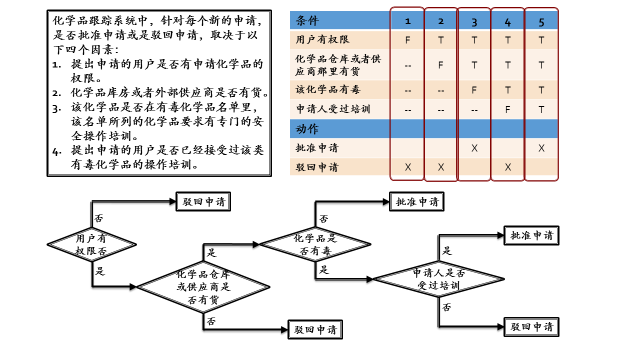 化学品跟踪系统中，针对每个新的申请，
是否批准申请或是驳回申请，取决于以
下四个因素：
1. 提出申请的用户是否有申请化学品的
权限。
2. 化学品库房或者外部供应商是否有货。
3. 该化学品是否在有毒化学品名单里，
该名单所列的化学品要求有专门的安
全操作培训。
4. 提出申请的用户是否已经接受过该类
有毒化学品的操作培训。
条件 1 2 3 4 5
用户有权限 F T T T T
化学品仓库或者供
应商那里有货 -- F T T T
该化学品有毒 -- -- F T T
申请人受过培训 -- -- -- F T
动作
批准申请 X X
驳回申请 X X X
驳回申请
否
用户有
权限否
是
化学品仓库
或供应商是
否有货
是
否
驳回申请
批准申请
否
化学品是
否有毒
是
申请人是否
受过培训
是
批准申请
否
驳回申请